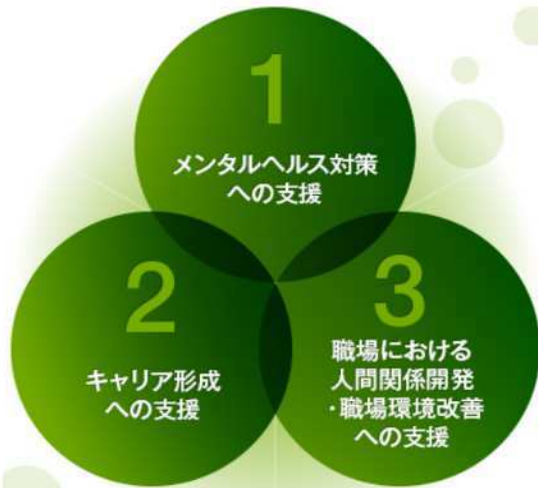 1
メンタルヘルス対策
への支援
2
キャリア形成
への支援
3
職場における
人間関係開発
・職場環境改善
への支援